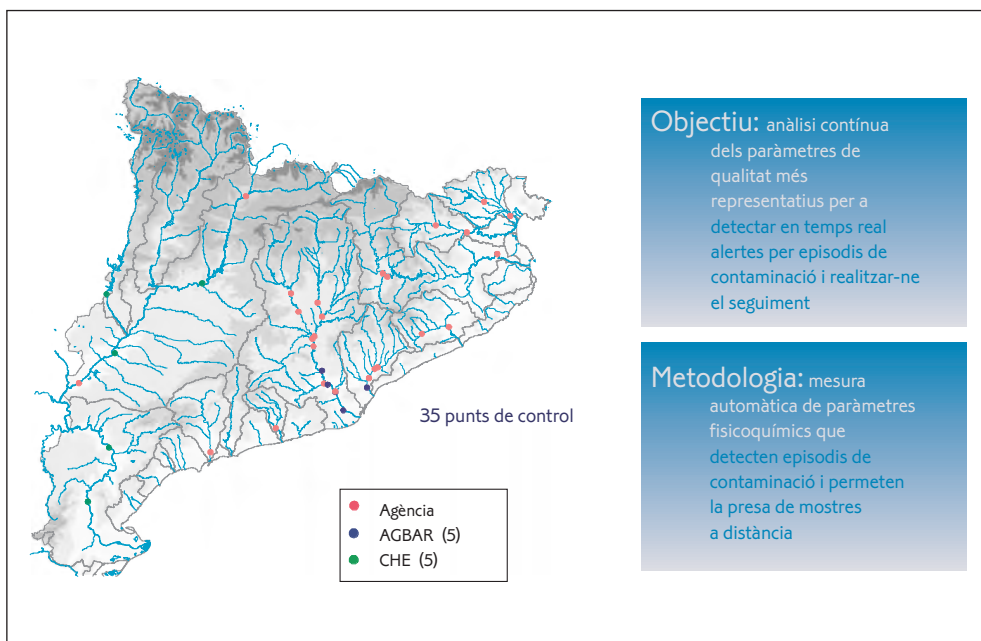 Objectiu: anàlisi contínua
dels paràmetres de
qualitat més
representatius per a
detectar en temps real
alertes per episodis de
contaminació i realitzar-ne
el seguiment
Metodologia: mesura
automàtica de paràmetres
fisicoquímics que
detecten episodis de
contaminació i permeten
la presa de mostres
a distància
35 punts de control
Agència
AGBAR (5)
CHE (5)